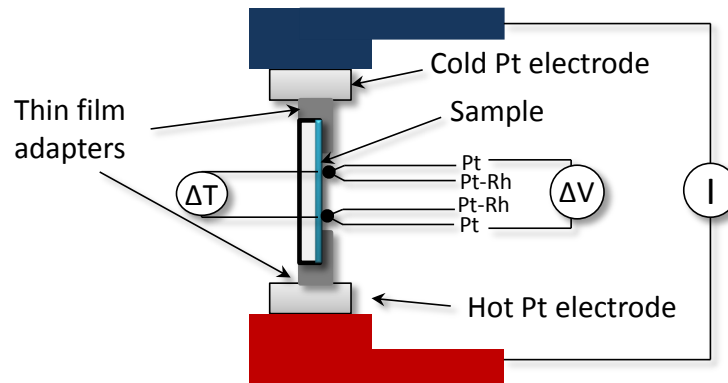 Cold Pt electrode
Thin film
adapters
Sample
Pt
Pt-Rh
Pt-Rh
Pt
ΔT
ΔV
I
Hot Pt electrode